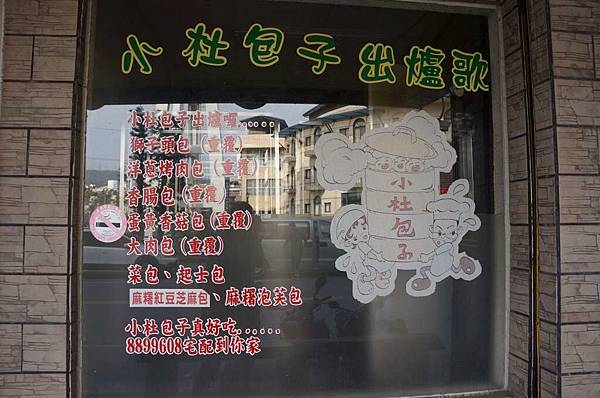 小杜包子出爐歌
小杜包子出爐囉.....
獅子頭包(重覆)
洋蔥烤肉包(重覆)
香腸包(重覆)
蛋黃香菇包(重覆)
大肉包(重覆)
菜包、起士包
麻糬紅豆芝麻包、麻糬泡芙包
小杜包子真好吃......
8899608宅配到你家
小杜包子